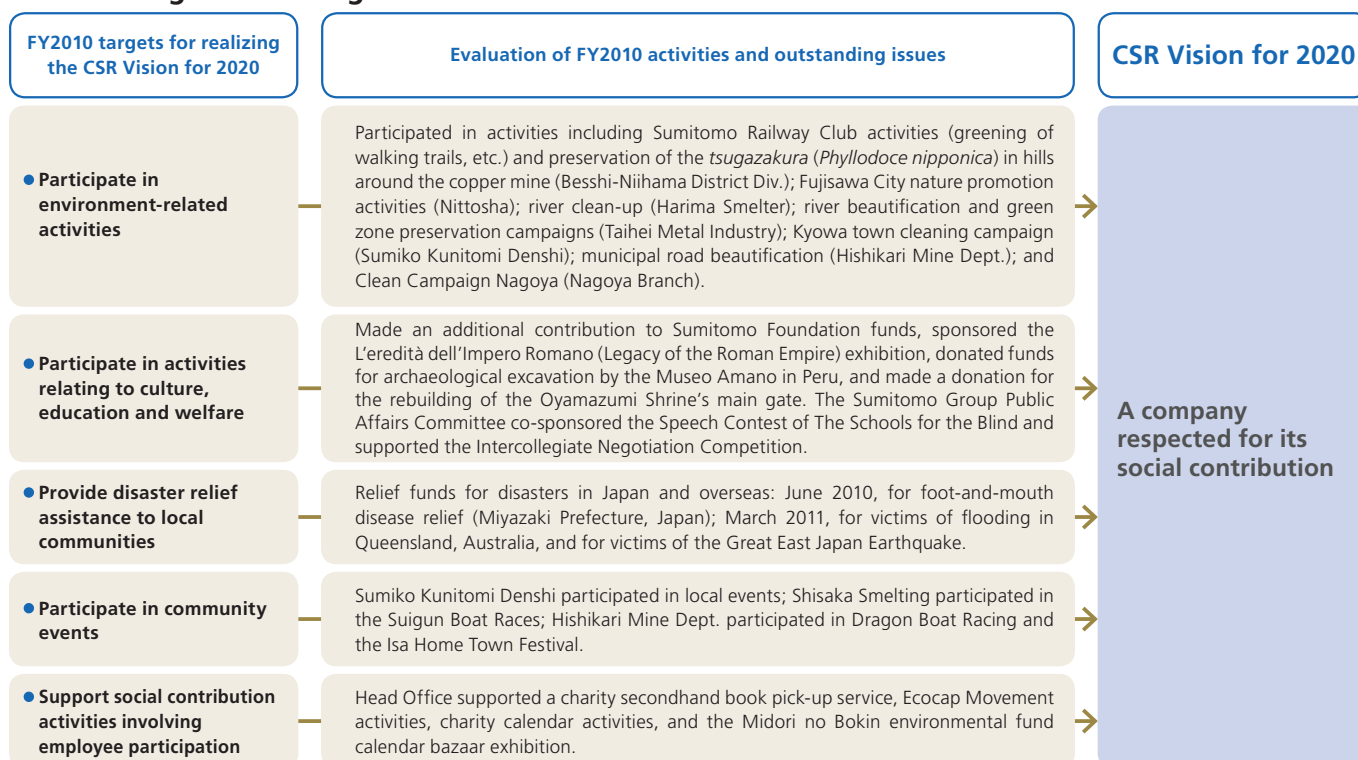 FY2010 targets for realizing
the CSR Vision for 2020
Evaluation of FY2010 activities and outstanding issues
CSR Vision for 2020
● Participate in
environment-related
activities
Participated in activities including Sumitomo Railway Club activities (greening of
walking trails, etc.) and preservation of the tsugazakura (Phyllodoce nipponica) in hills
around the copper mine (Besshi-Niihama District Div.); Fujisawa City nature promotion
activities (Nittosha); river clean-up (Harima Smelter); river beautification and green
zone preservation campaigns (Taihei Metal Industry); Kyowa town cleaning campaign
(Sumiko Kunitomi Denshi); municipal road beautification (Hishikari Mine Dept.); and
Clean Campaign Nagoya (Nagoya Branch).
● Participate in activities
relating to culture,
education and welfare
Made an additional contribution to Sumitomo Foundation funds, sponsored the
L'eredità dell'Impero Romano (Legacy of the Roman Empire) exhibition, donated funds
for archaeological excavation by the Museo Amano in Peru, and made a donation for
the rebuilding of the Oyamazumi Shrine's main gate. The Sumitomo Group Public
Affairs Committee co-sponsored the Speech Contest of The Schools for the Blind and
supported the Intercollegiate Negotiation Competition.
● Provide disaster relief
assistance to local
communities
Relief funds for disasters in Japan and overseas: June 2010, for foot-and-mouth
disease relief (Miyazaki Prefecture, Japan); March 2011, for victims of flooding in
Queensland, Australia, and for victims of the Great East Japan Earthquake.
● Participate in community
events
Sumiko Kunitomi Denshi participated in local events; Shisaka Smelting participated in
the Suigun Boat Races; Hishikari Mine Dept. participated in Dragon Boat Racing and
the Isa Home Town Festival.
● Support social contribution
activities involving
employee participation
Head Office supported a charity secondhand book pick-up service, Ecocap Movement
activities, charity calendar activities, and the Midori no Bokin environmental fund
calendar bazaar exhibition.
A company
respected for its
social contribution